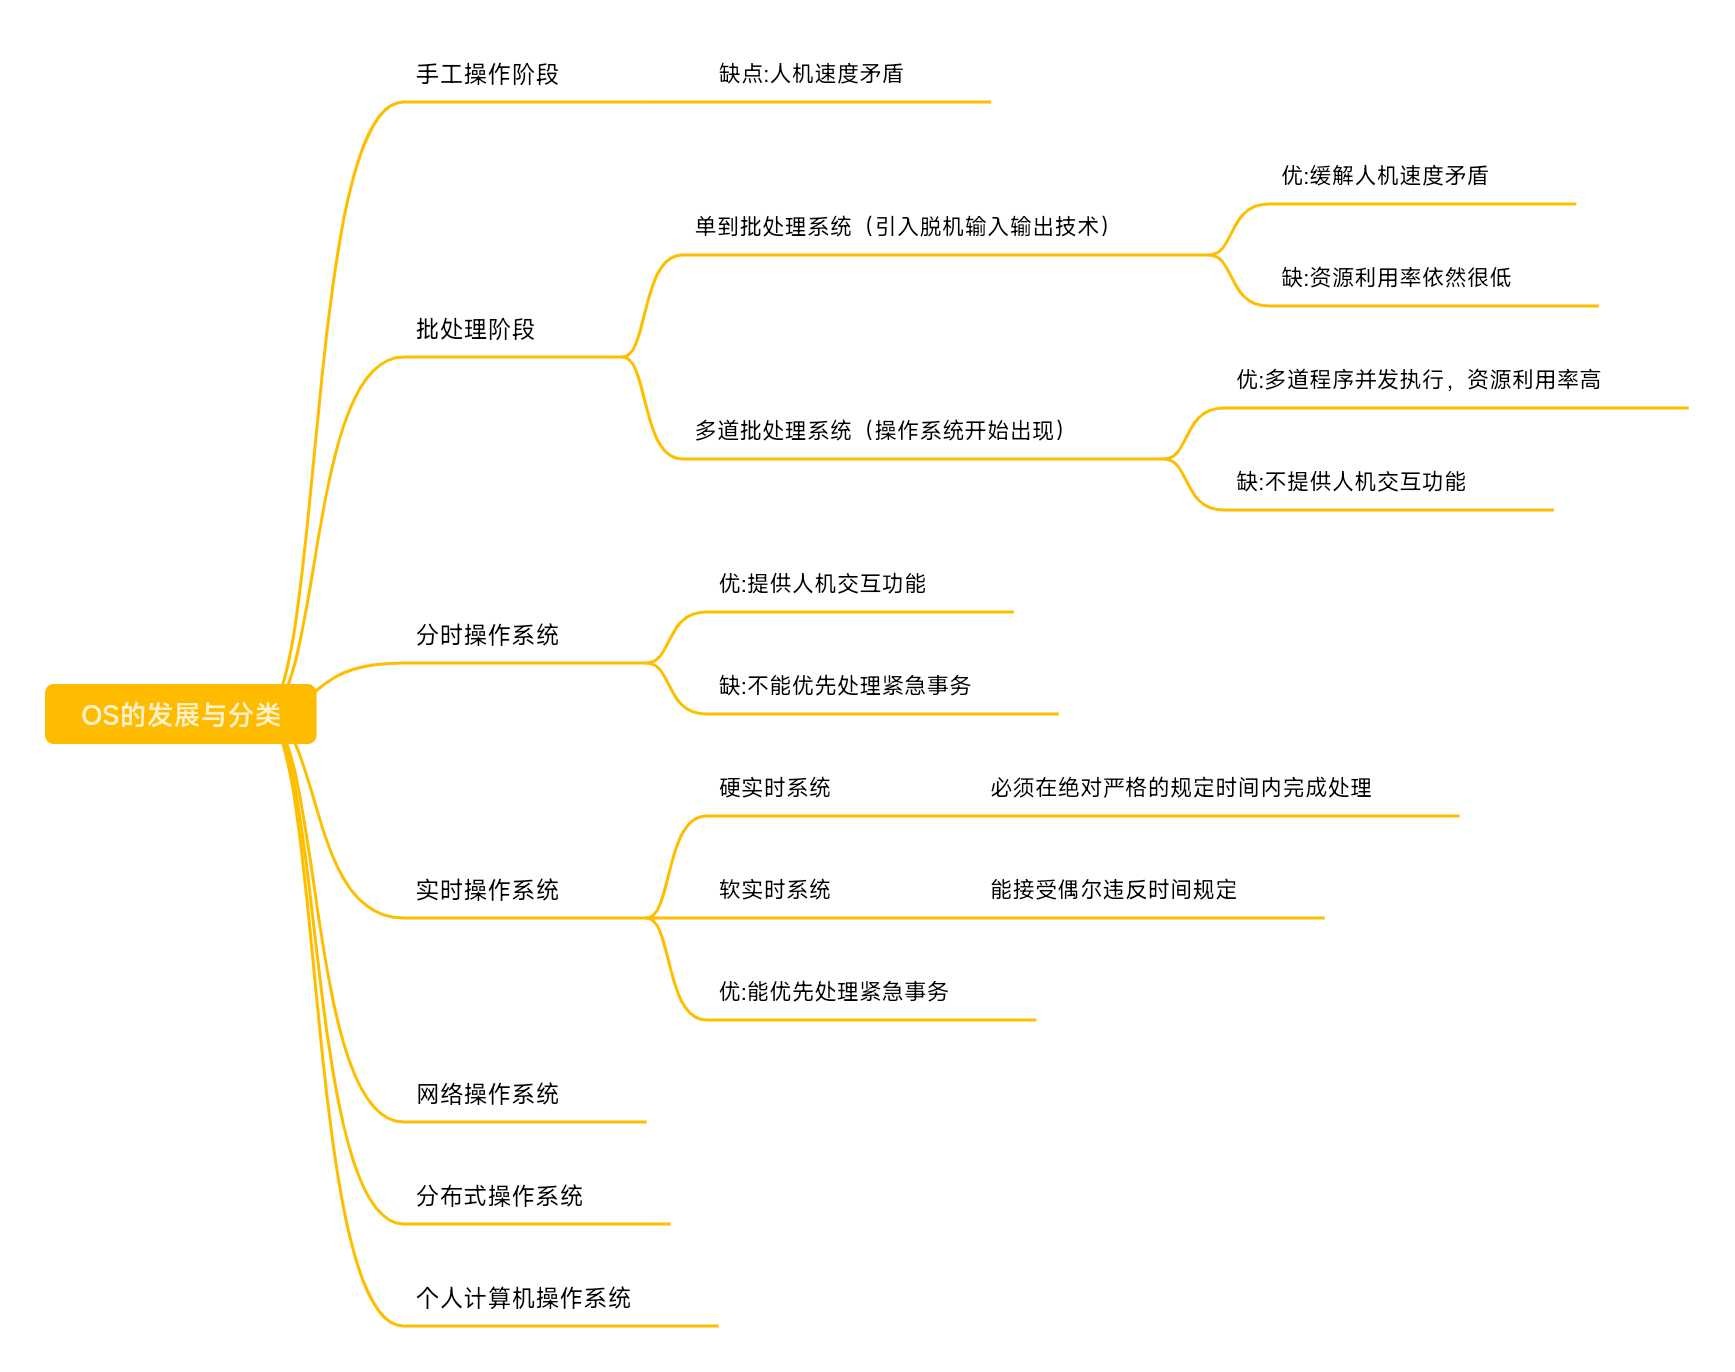 手工操作阶段
缺点:人机速度矛盾
优:缓解人机速度矛盾
单到批处理系统（引入脱机输入输出技术）
缺:资源利用率依然很低
批处理阶段
优:多道程序并发执行，资源利用率高
多道批处理系统（操作系统开始出现）
缺:不提供人机交互功能
优:提供人机交互功能
分时操作系统
缺:不能优先处理紧急事务
OS的发展与分类
硬实时系统
必须在绝对严格的规定时间内完成处理
实时操作系统
软实时系统
能接受偶尔违反时间规定
优:能优先处理紧急事务
网络操作系统
分布式操作系统
个人计算机操作系统